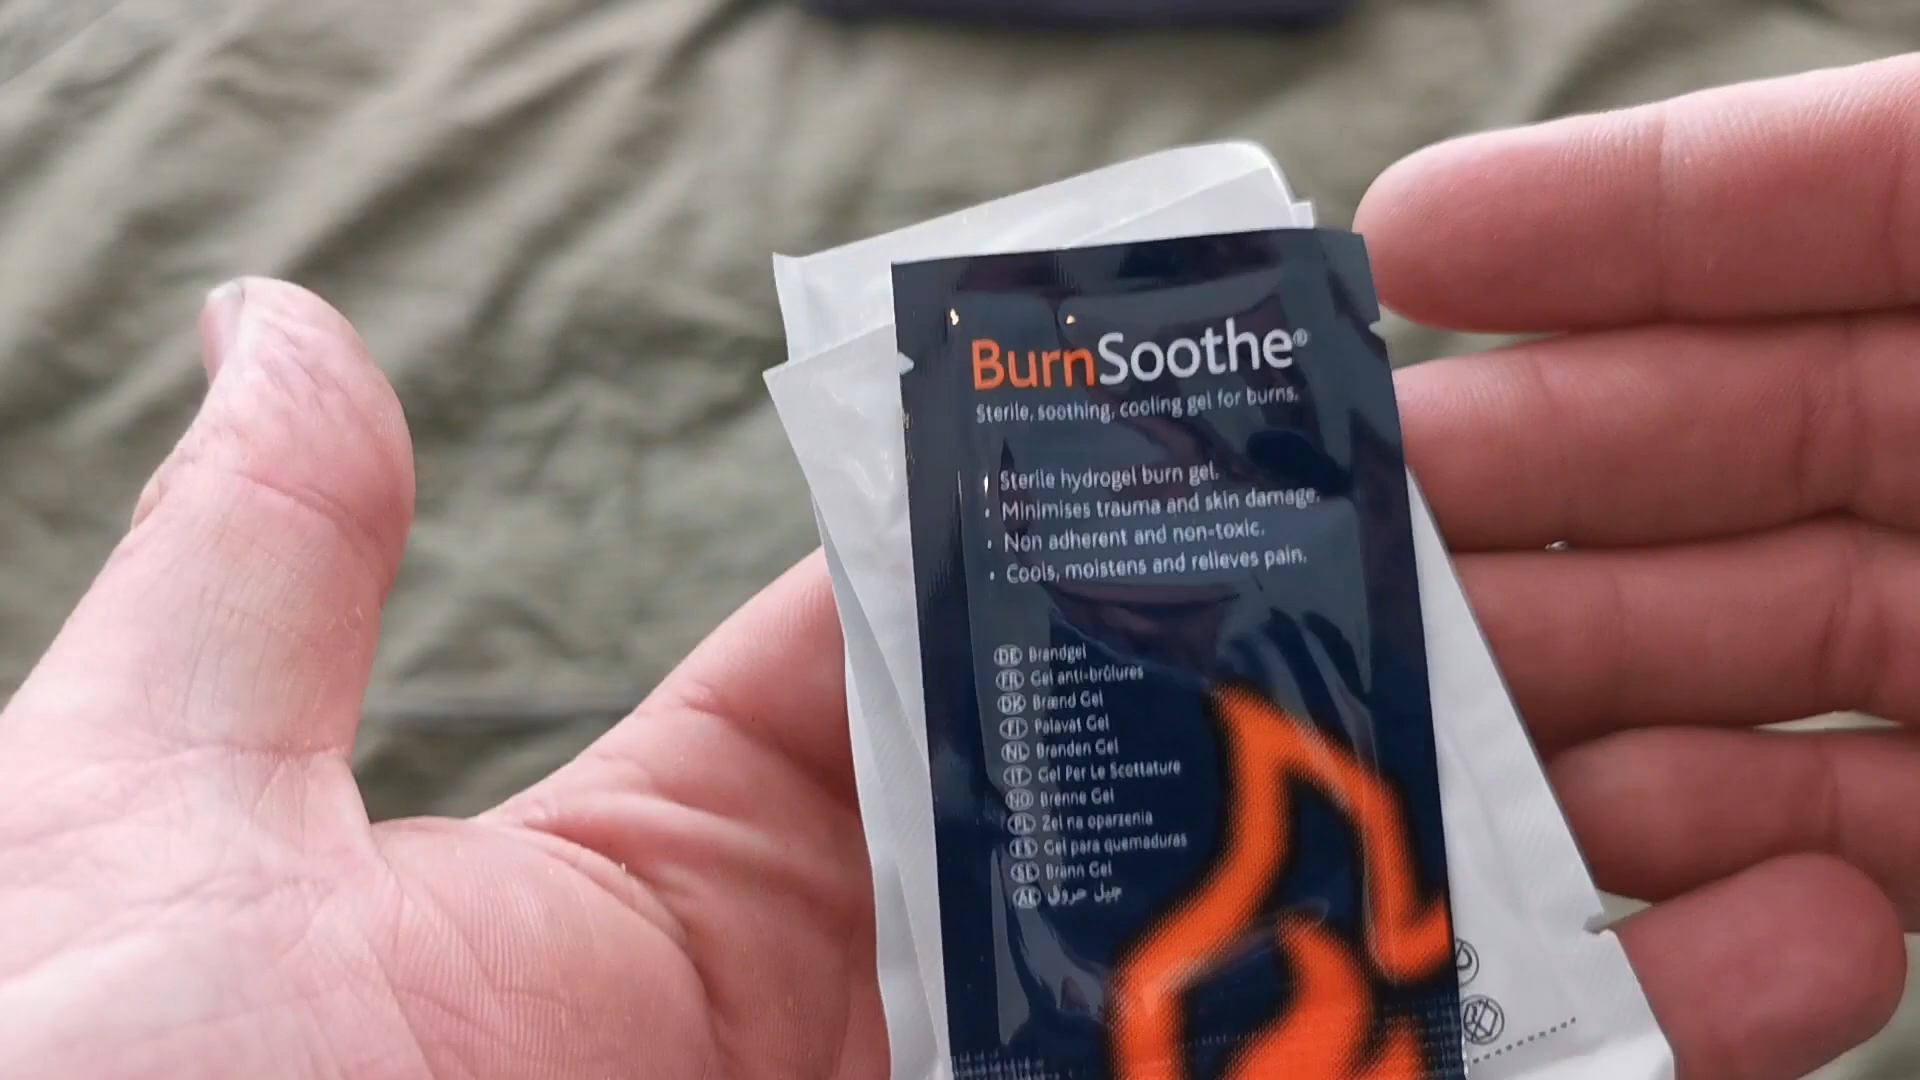 BurnSoothe®
Sterile, soothing, cooling gel for burns.
• Sterile hydrogel burn gel.
• Minimises trauma and skin damage.
• Non adherent and non-toxic.
• Cools, moistens and relieves pain.
DE Brandgel
FR Gel anti-brûlures
DK Brænd Gel
FI Palavat Gel
NL Branden Gel
IT Gel Per Le Scottature
NO Brenne Gel
PL Żel na oparzenia
ES Gel para quemaduras
SE Bränn Gel
AE جيل حروق